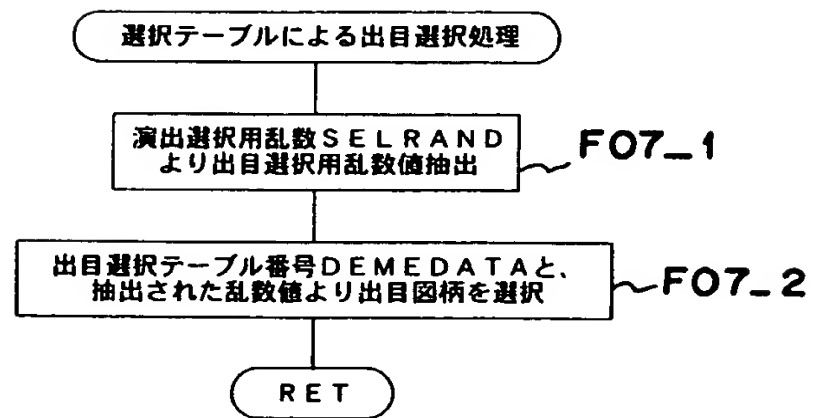 選択テーブルによる出目選択処理
演出選択用乱数SELRAND
より出目選択用乱数値抽出
F07_1
出目選択テーブル番号DEMEDATAと、
抽出された乱数値より出目図柄を選択
F07_2
RET